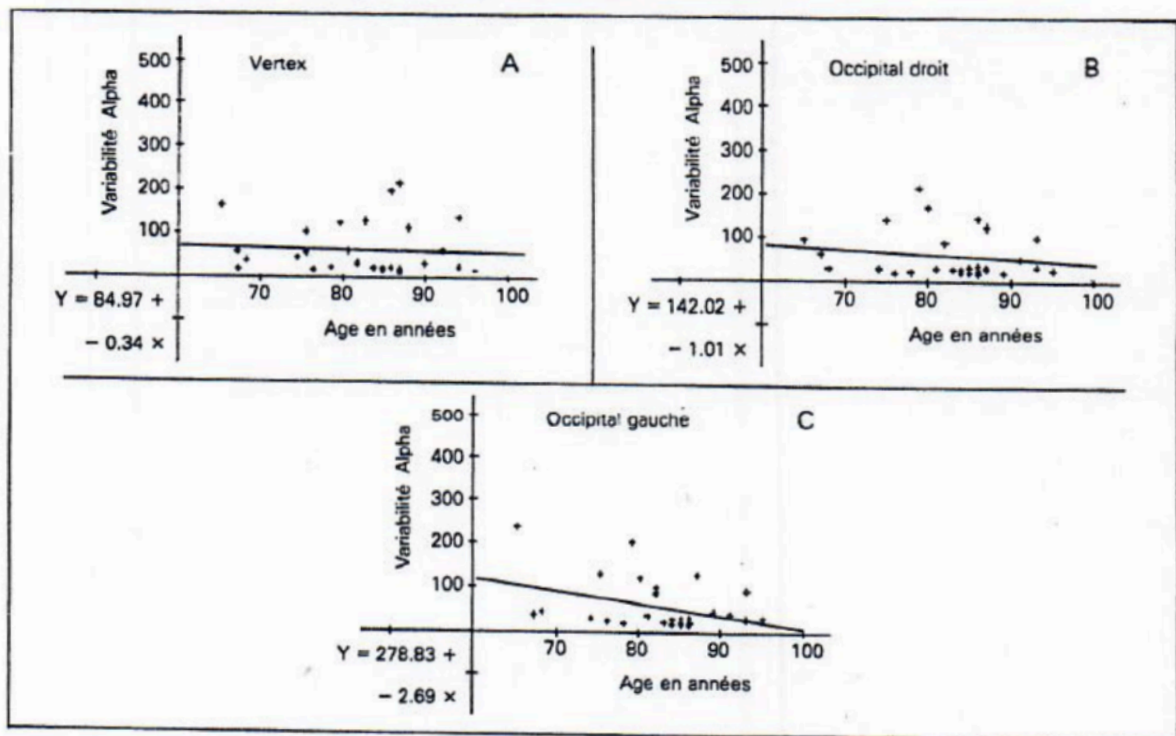 Vertex
A
Variabilité Alpha
500
400
300
200
100
70 80 90 100
Y = 84.97 +
− 0.34 ×
Age en années
Occipital droit
B
Variabilité Alpha
500
400
300
200
100
70 80 90 100
Y = 142.02 +
− 1.01 ×
Age en années
Occipital gauche
C
Variabilité Alpha
500
400
300
200
100
70 80 90 100
Y = 278.83 +
− 2.69 ×
Age en années